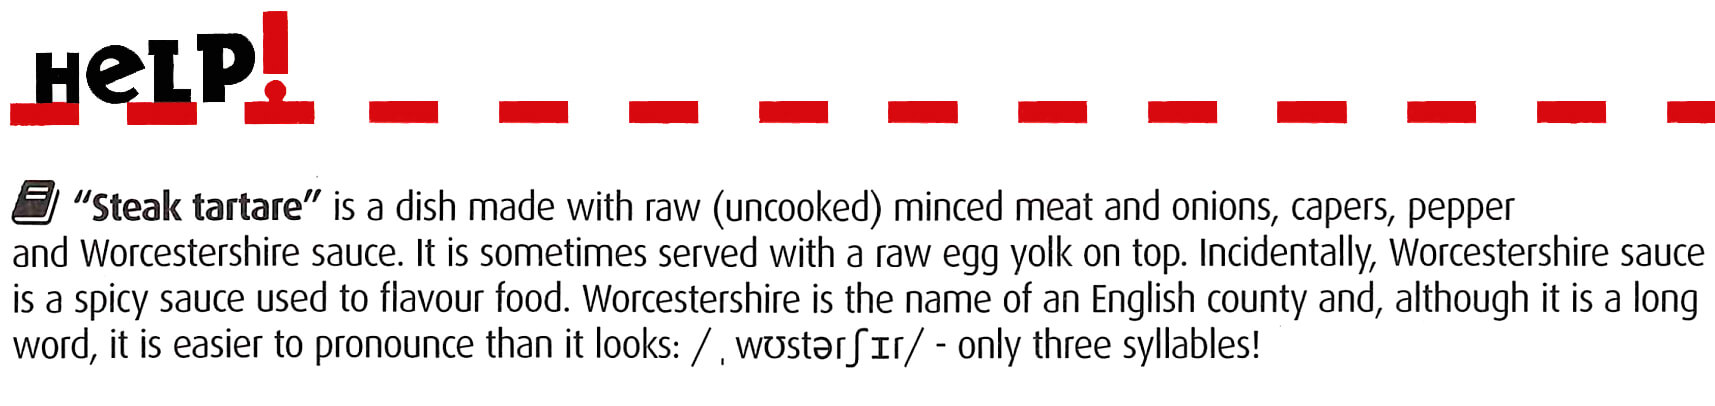 HeLP!
"Steak tartare" is a dish made with raw (uncooked) minced meat and onions, capers, pepper
and Worcestershire sauce. It is sometimes served with a raw egg yolk on top. Incidentally, Worcestershire sauce
is a spicy sauce used to flavour food. Worcestershire is the name of an English county and, although it is a long
word, it is easier to pronounce than it looks: /ˌwʊstərʃɪr/ - only three syllables!